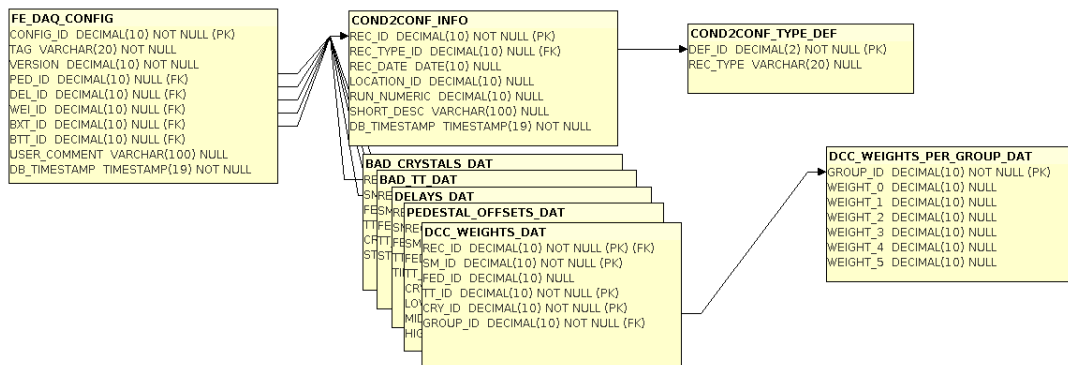 FE_DAQ_CONFIG
CONFIG_ID DECIMAL(10) NOT NULL (PK)
TAG VARCHAR(20) NOT NULL
VERSION DECIMAL(10) NOT NULL
PED_ID DECIMAL(10) NULL (FK)
DEL_ID DECIMAL(10) NULL (FK)
WEI_ID DECIMAL(10) NULL (FK)
BXT_ID DECIMAL(10) NULL (FK)
BTT_ID DECIMAL(10) NULL (FK)
USER_COMMENT VARCHAR(100) NULL
DB_TIMESTAMP TIMESTAMP(19) NOT NULL
COND2CONF_INFO
REC_ID DECIMAL(10) NOT NULL (PK)
REC_TYPE_ID DECIMAL(10) NULL (FK)
REC_DATE DATE(10) NULL
LOCATION_ID DECIMAL(10) NULL
RUN_NUMERIC DECIMAL(10) NULL
SHORT_DESC VARCHAR(100) NULL
DB_TIMESTAMP TIMESTAMP(19) NOT NULL
COND2CONF_TYPE_DEF
DEF_ID DECIMAL(2) NOT NULL (PK)
REC_TYPE VARCHAR(20) NULL
BAD_CRYSTALS_DAT
BAD_TT_DAT
DELAYS_DAT
PEDESTAL_OFFSETS_DAT
DCC_WEIGHTS_DAT
REC_ID DECIMAL(10) NOT NULL (PK) (FK)
SM_ID DECIMAL(10) NOT NULL (PK)
FED_ID DECIMAL(10) NULL
TT_ID DECIMAL(10) NOT NULL (PK)
CRY_ID DECIMAL(10) NOT NULL (PK)
GROUP_ID DECIMAL(10) NOT NULL (FK)
DCC_WEIGHTS_PER_GROUP_DAT
GROUP_ID DECIMAL(10) NOT NULL (PK)
WEIGHT_0 DECIMAL(10) NULL
WEIGHT_1 DECIMAL(10) NULL
WEIGHT_2 DECIMAL(10) NULL
WEIGHT_3 DECIMAL(10) NULL
WEIGHT_4 DECIMAL(10) NULL
WEIGHT_5 DECIMAL(10) NULL